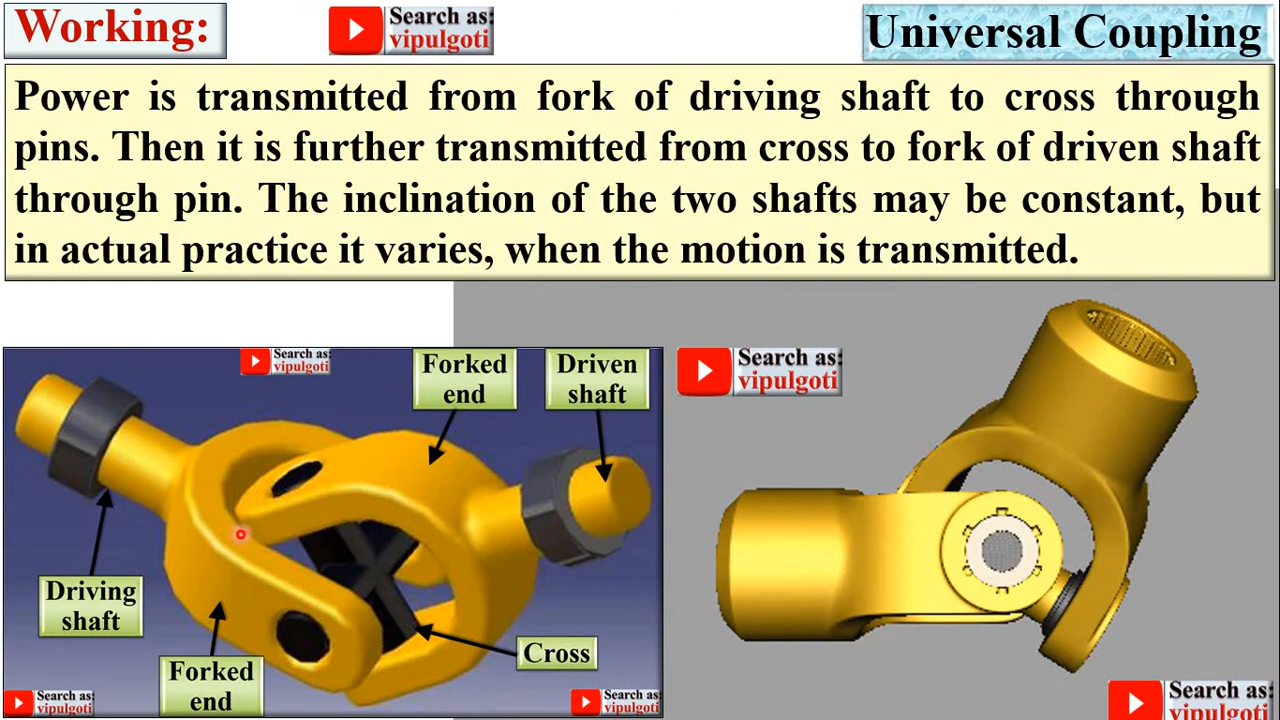 Working:
Search as:
vipulgoti
Universal Coupling
Power is transmitted from fork of driving shaft to cross through
pins. Then it is further transmitted from cross to fork of driven shaft
through pin. The inclination of the two shafts may be constant, but
in actual practice it varies, when the motion is transmitted.
Search as:
vipulgoti
Forked
end
Driven
shaft
Search as:
vipulgoti
Driving
shaft
Cross
Forked
end
Search as:
vipulgoti
Search as:
vipulgoti
Search as:
vipulgoti